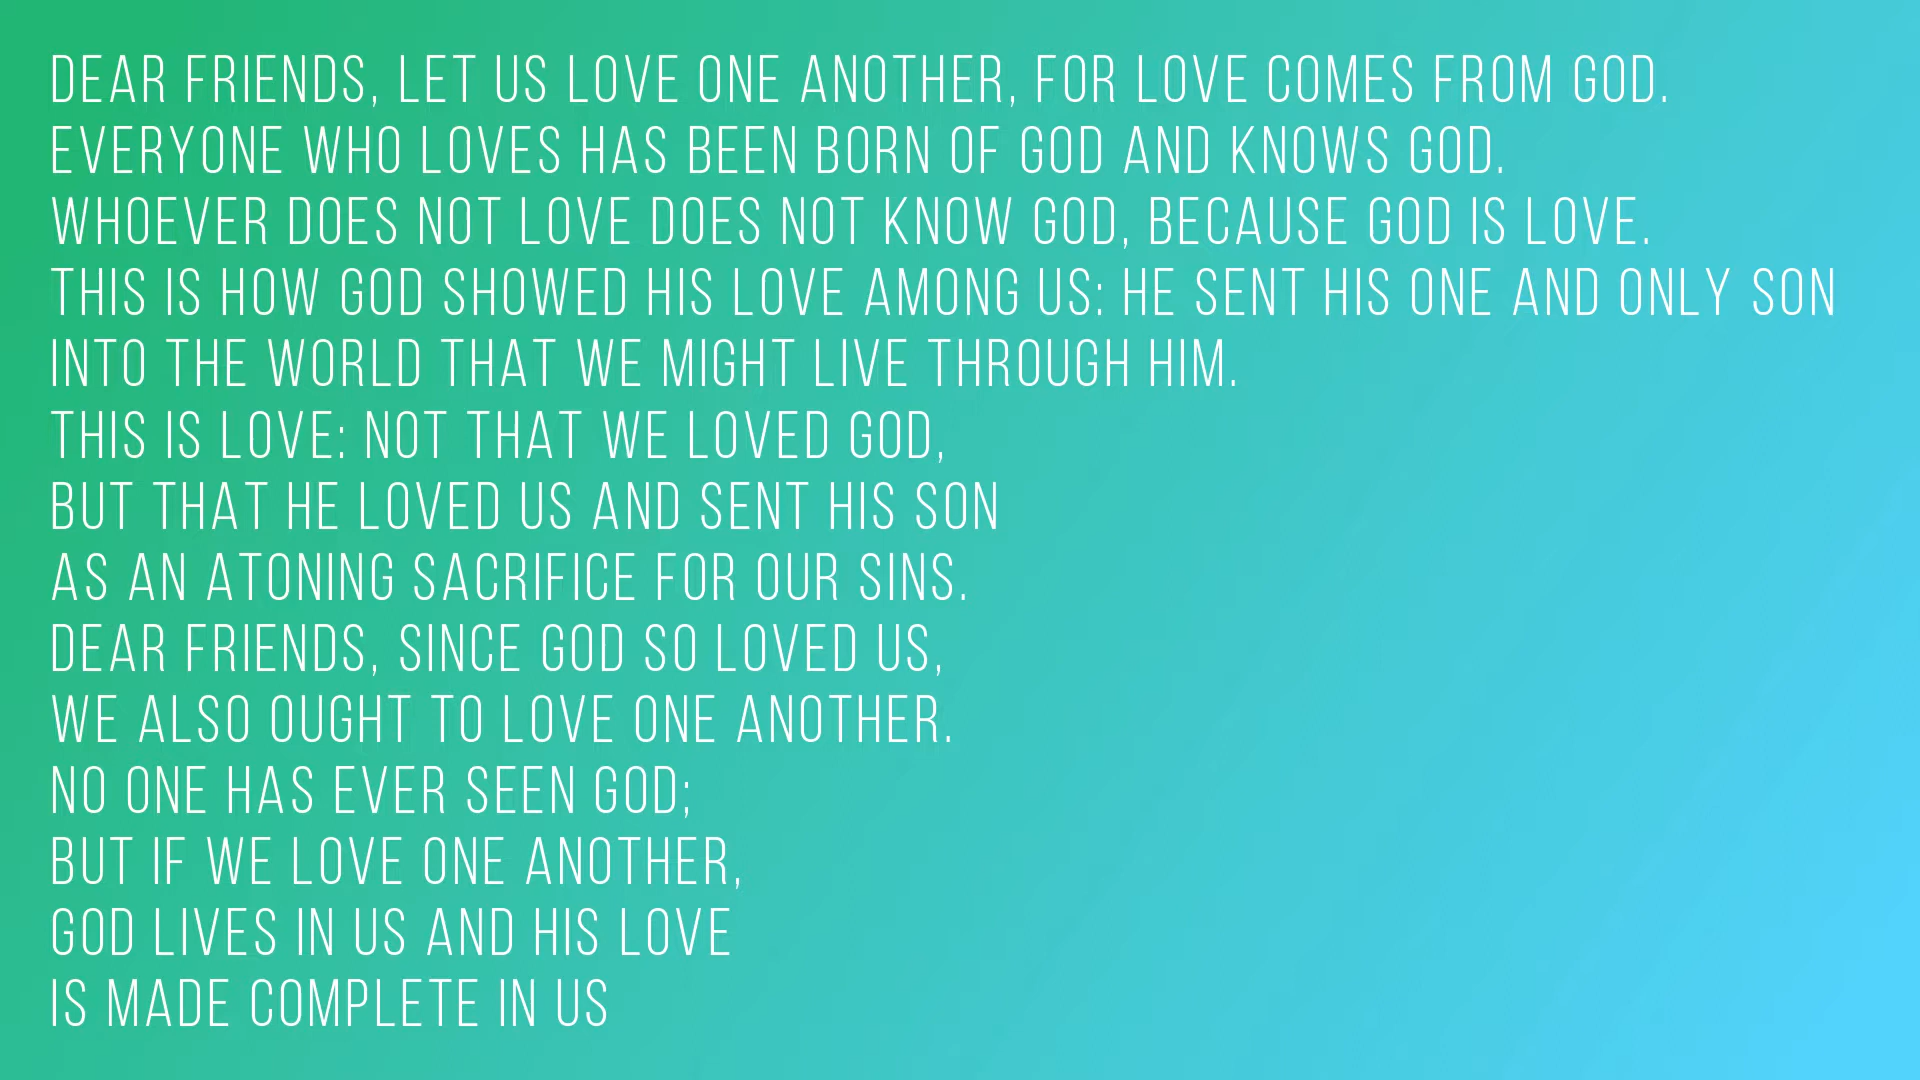 DEAR FRIENDS, LET US LOVE ONE ANOTHER, FOR LOVE COMES FROM GOD.
EVERYONE WHO LOVES HAS BEEN BORN OF GOD AND KNOWS GOD.
WHOEVER DOES NOT LOVE DOES NOT KNOW GOD, BECAUSE GOD IS LOVE.
THIS IS HOW GOD SHOWED HIS LOVE AMONG US: HE SENT HIS ONE AND ONLY SON
INTO THE WORLD THAT WE MIGHT LIVE THROUGH HIM.
THIS IS LOVE: NOT THAT WE LOVED GOD,
BUT THAT HE LOVED US AND SENT HIS SON
AS AN ATONING SACRIFICE FOR OUR SINS.
DEAR FRIENDS, SINCE GOD SO LOVED US,
WE ALSO OUGHT TO LOVE ONE ANOTHER.
NO ONE HAS EVER SEEN GOD;
BUT IF WE LOVE ONE ANOTHER,
GOD LIVES IN US AND HIS LOVE
IS MADE COMPLETE IN US